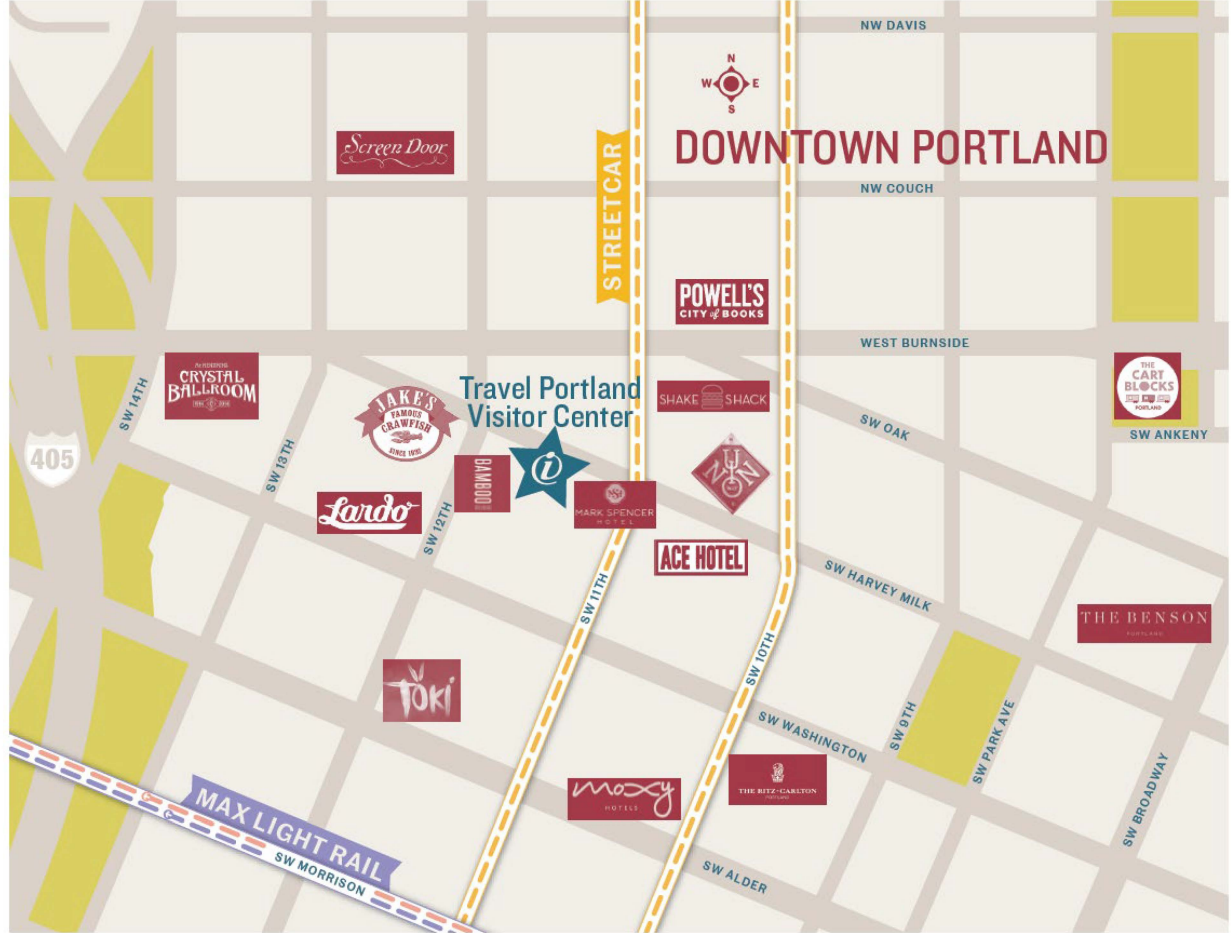 NW DAVIS
N
W E
S
DOWNTOWN PORTLAND
Screen Door
STREETCAR
NW COUCH
POWELL'S
CITY of BOOKS
WEST BURNSIDE
CRYSTAL
BALLROOM
SW 14TH
JAKE'S
FAMOUS
CRAWFISH
SINCE 1892
Travel Portland
Visitor Center
i
SHAKE SHACK
SW OAK
THE
CART
BLOCKS
PORTLAND
SW ANKENY
405
SW 13TH
BAMBOO
UNION
Lardo
SW 12TH
MARK SPENCER
HOTEL
ACE HOTEL
SW HARVEY MILK
SW 11TH
THE BENSON
PORTLAND
TOKI
SW 10TH
SW WASHINGTON
SW 9TH
SW PARK AVE
SW BROADWAY
moxy
HOTELS
THE RITZ-CARLTON
PORTLAND
MAX LIGHT RAIL
SW MORRISON
SW ALDER